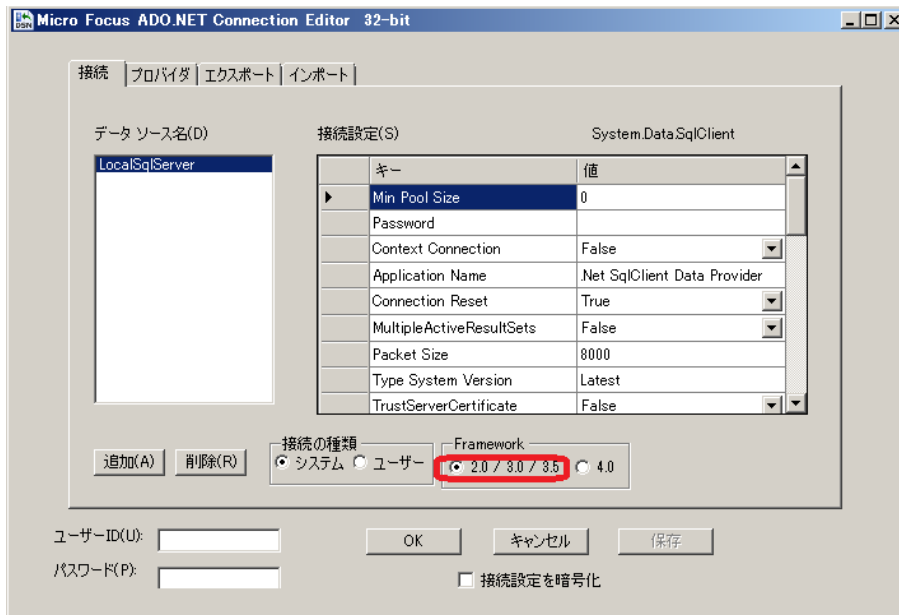 Micro Focus ADO.NET Connection Editor 32-bit
接続 プロバイダ エクスポート インポート
データ ソース名(D) 接続設定(S) System.Data.SqlClient
LocalSqlServer
キー 値
Min Pool Size 0
Password
Context Connection False
Application Name .Net SqlClient Data Provider
Connection Reset True
MultipleActiveResultSets False
Packet Size 8000
Type System Version Latest
TrustServerCertificate False
接続の種類 Framework
追加(A) 削除(R) システム ユーザー 2.0 / 3.0 / 3.5 4.0
ユーザーID(U): OK キャンセル 保存
パスワード(P): 接続設定を暗号化